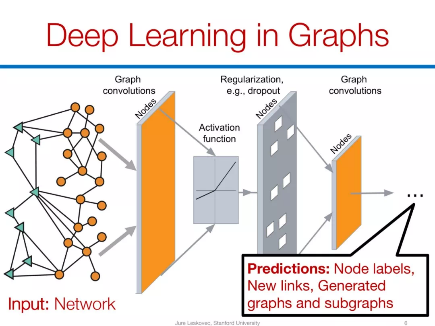 Deep Learning in Graphs
Graph
convolutions
Regularization,
e.g., dropout
Graph
convolutions
Nodes
Activation
function
Nodes
Nodes
...
Predictions: Node labels,
New links, Generated
graphs and subgraphs
Input: Network
Jure Leskovec, Stanford University
6